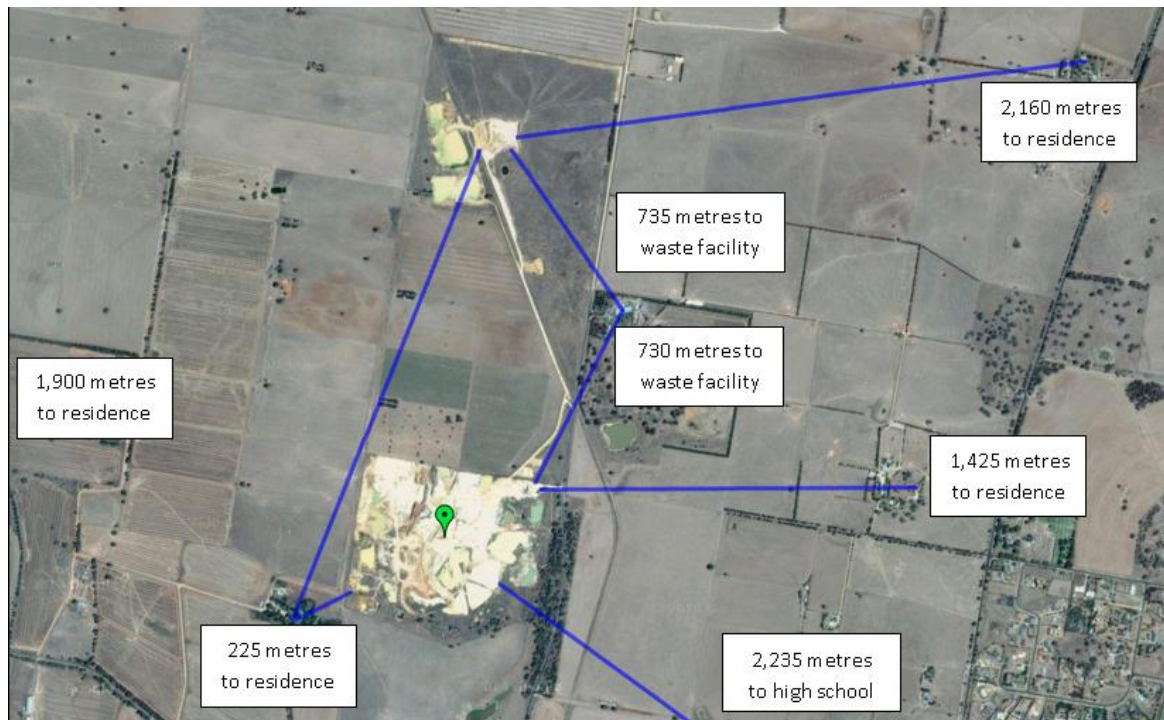 2,160 metres
to residence
735 metres to
waste facility
730 metres to
waste facility
1,900 metres
to residence
1,425 metres
to residence
225 metres
to residence
2,235 metres
to high school